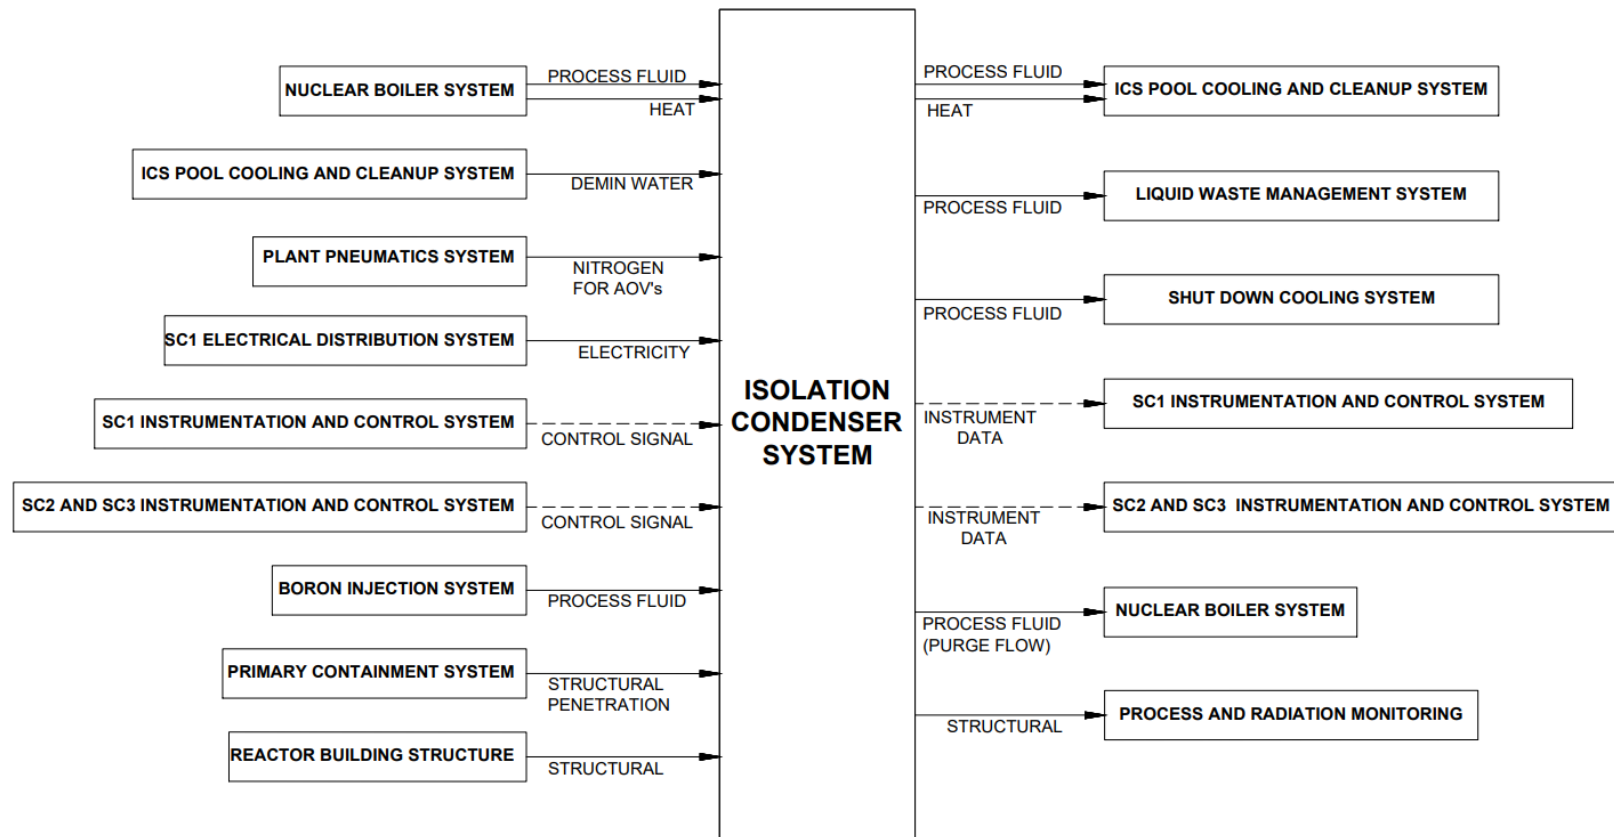 NUCLEAR BOILER SYSTEM
PROCESS FLUID
HEAT
ICS POOL COOLING AND CLEANUP SYSTEM
DEMIN WATER
PLANT PNEUMATICS SYSTEM
NITROGEN
FOR AOV's
SC1 ELECTRICAL DISTRIBUTION SYSTEM
ELECTRICITY
SC1 INSTRUMENTATION AND CONTROL SYSTEM
CONTROL SIGNAL
SC2 AND SC3 INSTRUMENTATION AND CONTROL SYSTEM
CONTROL SIGNAL
BORON INJECTION SYSTEM
PROCESS FLUID
PRIMARY CONTAINMENT SYSTEM
STRUCTURAL
PENETRATION
REACTOR BUILDING STRUCTURE
STRUCTURAL
ISOLATION
CONDENSER
SYSTEM
PROCESS FLUID
HEAT
ICS POOL COOLING AND CLEANUP SYSTEM
PROCESS FLUID
LIQUID WASTE MANAGEMENT SYSTEM
PROCESS FLUID
SHUT DOWN COOLING SYSTEM
INSTRUMENT
DATA
SC1 INSTRUMENTATION AND CONTROL SYSTEM
INSTRUMENT
DATA
SC2 AND SC3 INSTRUMENTATION AND CONTROL SYSTEM
PROCESS FLUID
(PURGE FLOW)
NUCLEAR BOILER SYSTEM
STRUCTURAL
PROCESS AND RADIATION MONITORING